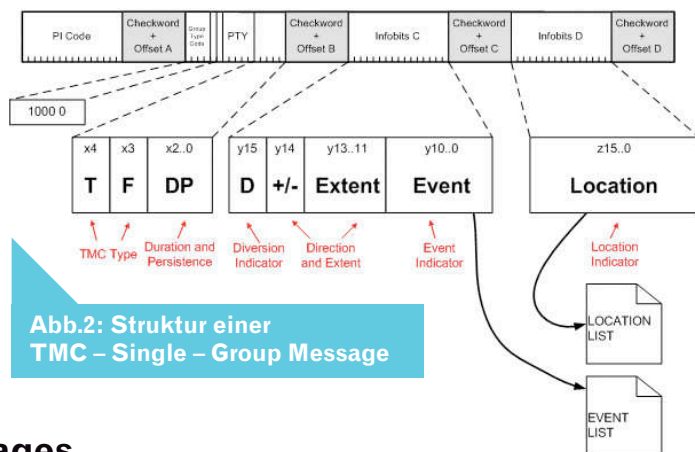 PI Code
Checkword
+
Offset A
Group
Type
Code
PTY
Checkword
+
Offset B
Infobits C
Checkword
+
Offset C
Infobits D
Checkword
+
Offset D
1000 0
x4
T
x3
F
x2..0
DP
y15
D
y14
+/-
y13..11
Extent
y10..0
Event
z15..0
Location
TMC Type
Duration and
Persistence
Diversion
Indicator
Direction
and Extent
Event
Indicator
Location
Indicator
Abb.2: Struktur einer
TMC – Single – Group Message
LOCATION
LIST
EVENT
LIST